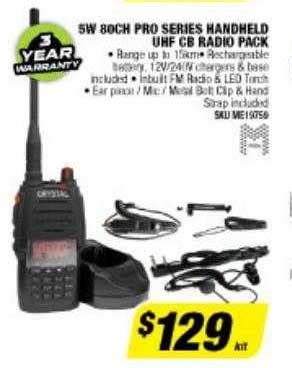 3
YEAR
WARRANTY
5W 80CH PRO SERIES HANDHELD
UHF CB RADIO PACK
• Range up to 15km• Rechargeable
battery, 12V/240V chargers & base
included • Inbuilt FM Radio & LED Torch
• Ear piece / Mic / Metal Belt Clip & Hand
Strap included
SKU ME19759
CRYSTAL
$129 kit